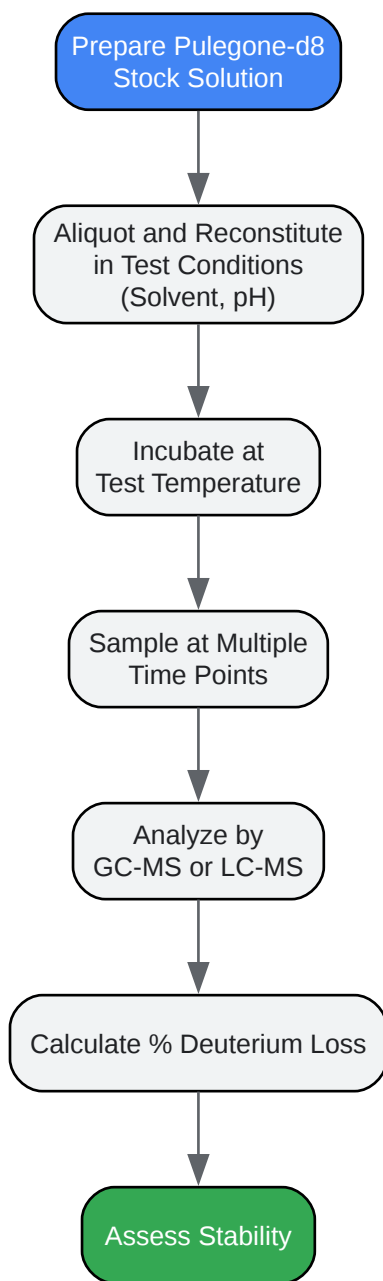 Prepare Pulegone-d8
Stock Solution
Aliquot and Reconstitute
in Test Conditions
(Solvent, pH)
Incubate at
Test Temperature
Sample at Multiple
Time Points
Analyze by
GC-MS or LC-MS
Calculate % Deuterium Loss
Assess Stability